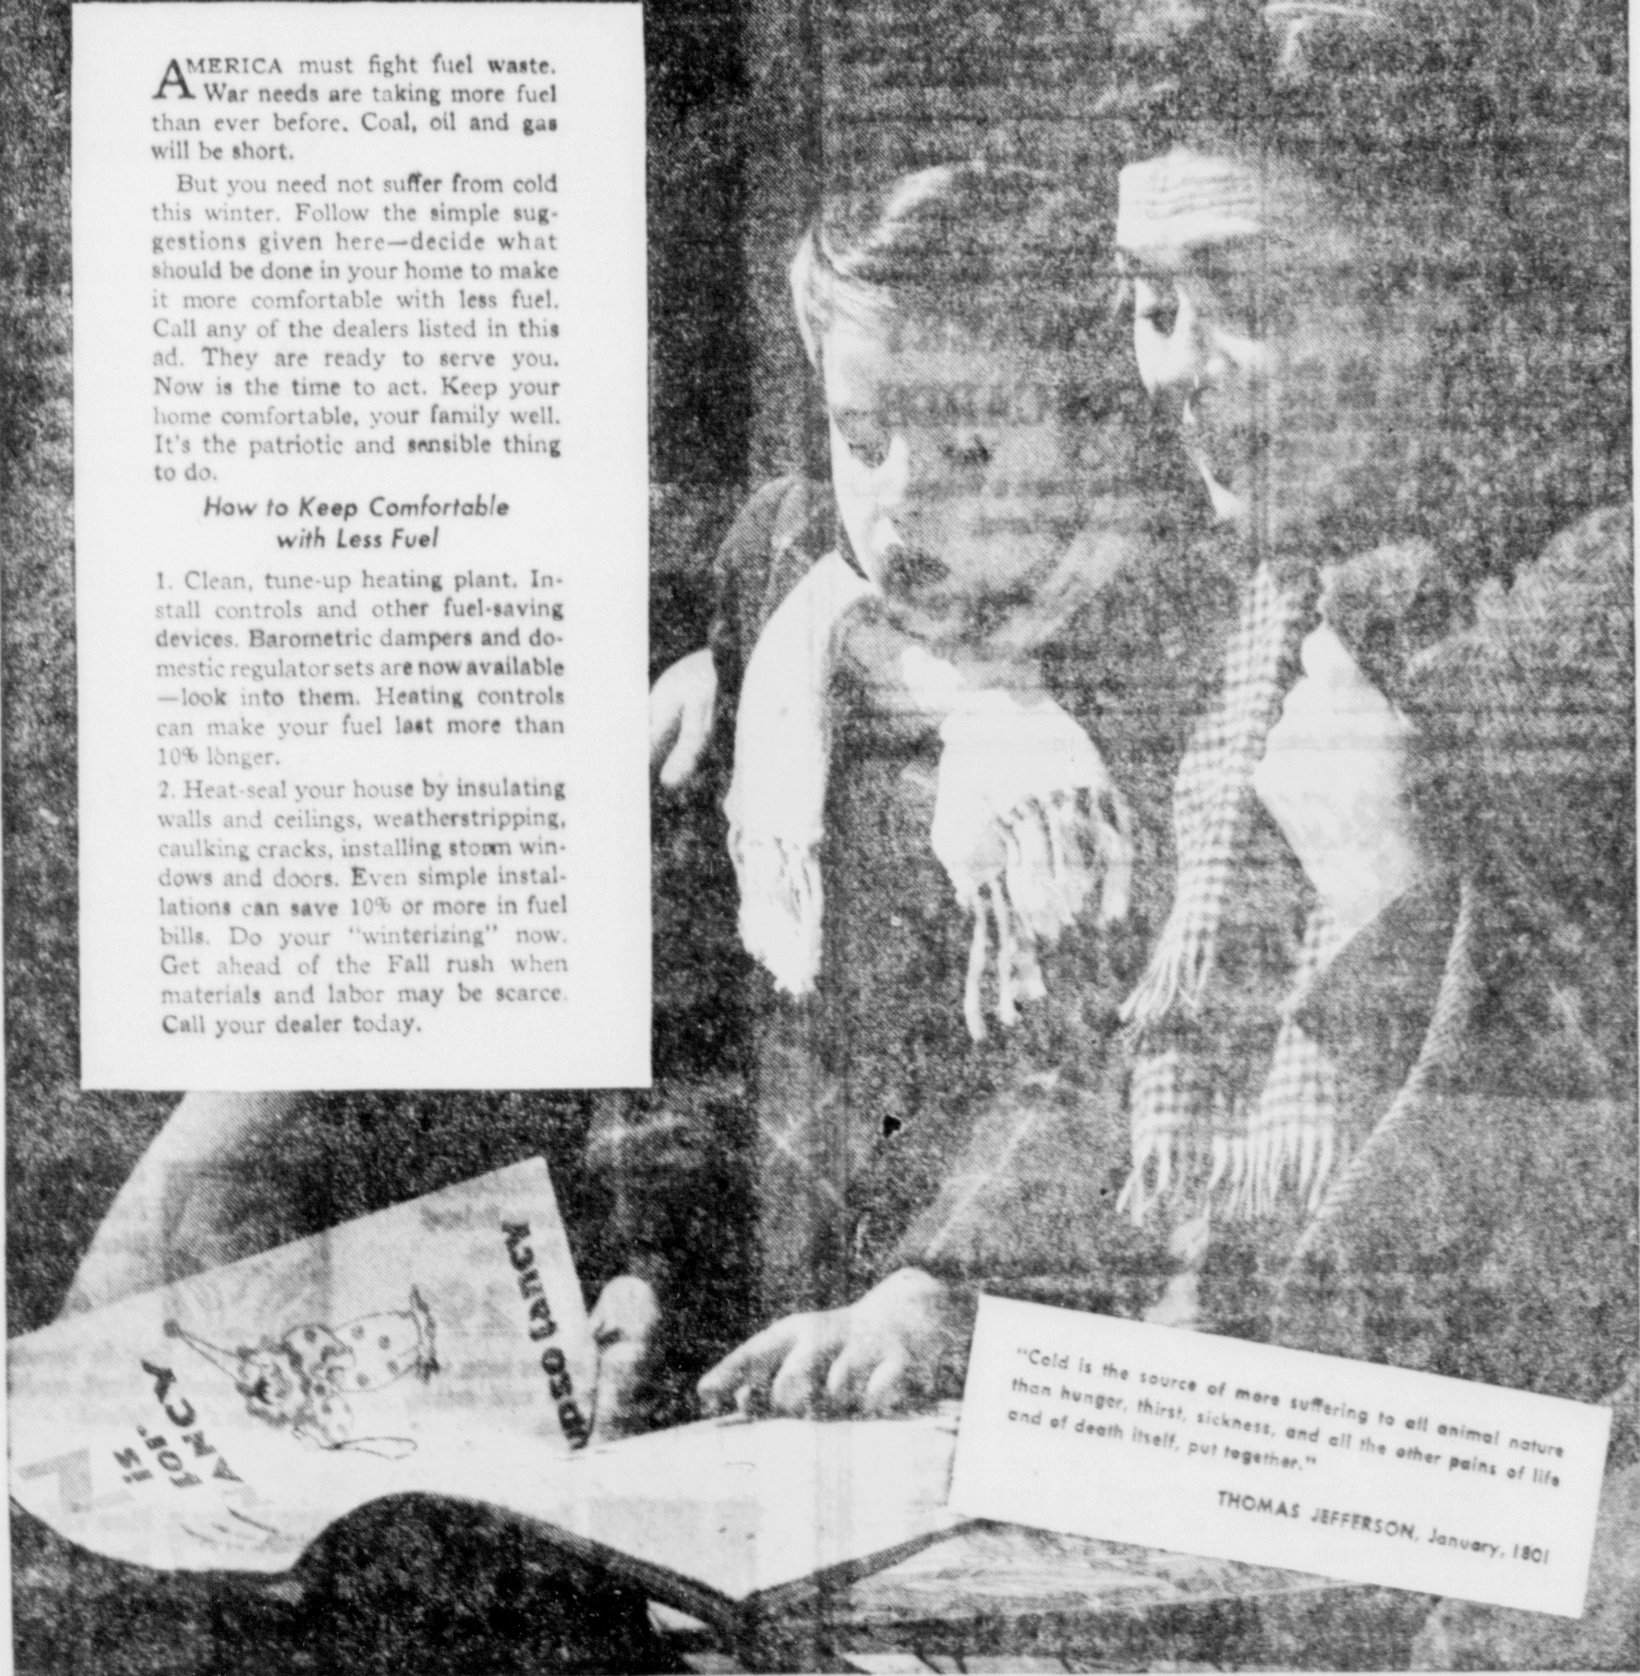 AMERICA must fight fuel waste.
War needs are taking more fuel
than ever before. Coal, oil and gas
will be short.
But you need not suffer from cold
this winter. Follow the simple sug-
gestions given here—decide what
should be done in your home to make
it more comfortable with less fuel.
Call any of the dealers listed in this
ad. They are ready to serve you.
Now is the time to act. Keep your
home comfortable, your family well.
It's the patriotic and sensible thing
to do.
How to Keep Comfortable
with Less Fuel
1. Clean, tune-up heating plant. In-
stall controls and other fuel-saving
devices. Barometric dampers and do-
mestic regulator sets are now available
—look into them. Heating controls
can make your fuel last more than
10% longer.
2. Heat-seal your house by insulating
walls and ceilings, weatherstripping,
caulking cracks, installing storm win-
dows and doors. Even simple instal-
lations can save 10% or more in fuel
bills. Do your "winterizing" now.
Get ahead of the Fall rush when
materials and labor may be scarce.
Call your dealer today.
is
for
NANCY
upso tancy
"Cold is the source of more suffering to all animal nature
than hunger, thirst, sickness, and all the other pains of life
and of death itself, put together."
THOMAS JEFFERSON, January, 1801